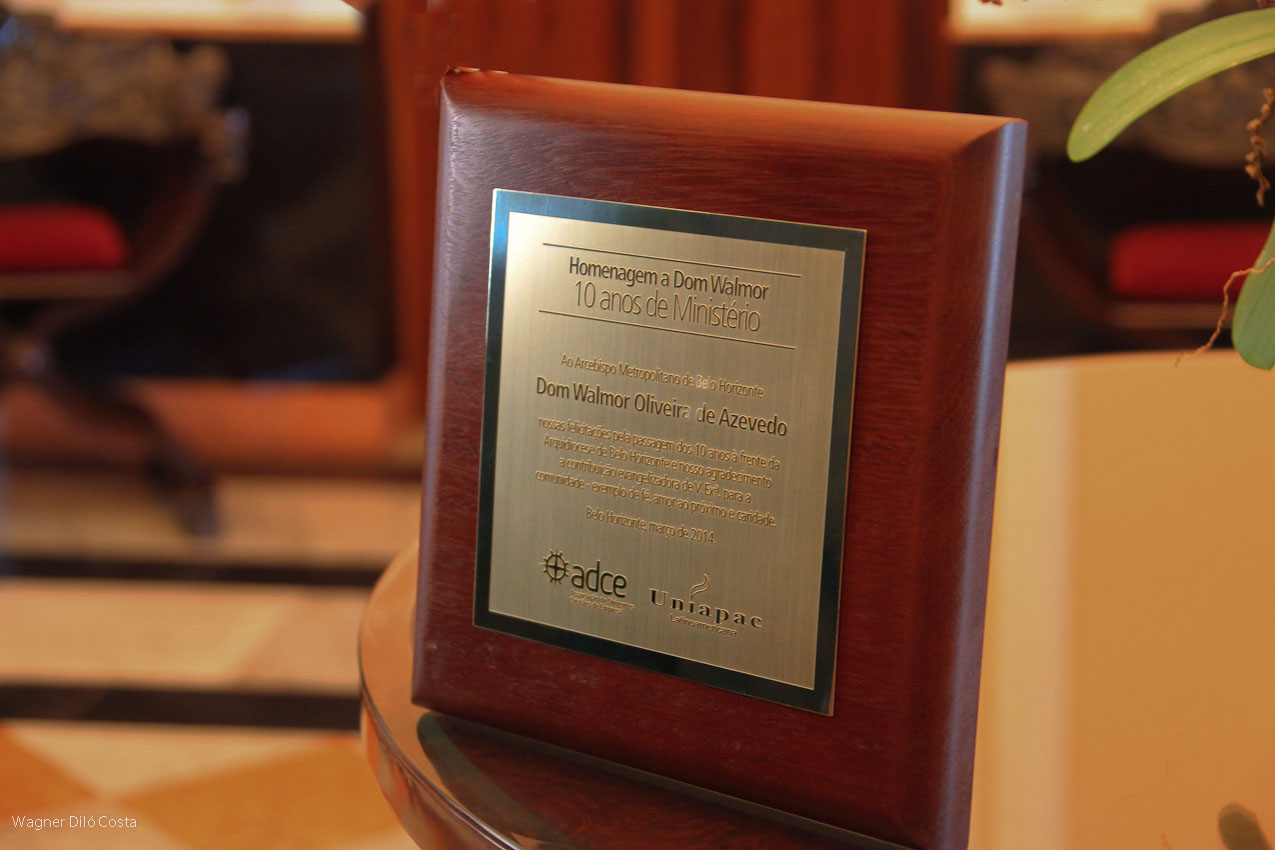 Homenagem a Dom Walmor
10 anos de Ministério
Ao Arcebispo Metropolitano de Belo Horizonte
Dom Walmor Oliveira de Azevedo
nossas felicitações pela passagem dos 10 anos à frente da
Arquidiocese de Belo Horizonte e nosso agradecimento
a contribuição evangelizadora de V. Exª. para a
comunidade - exemplo de fé, amor ao próximo e caridade.
Belo Horizonte, março de 2014.
adce
Uniapac
Latinoamericana
Wagner Diló Costa